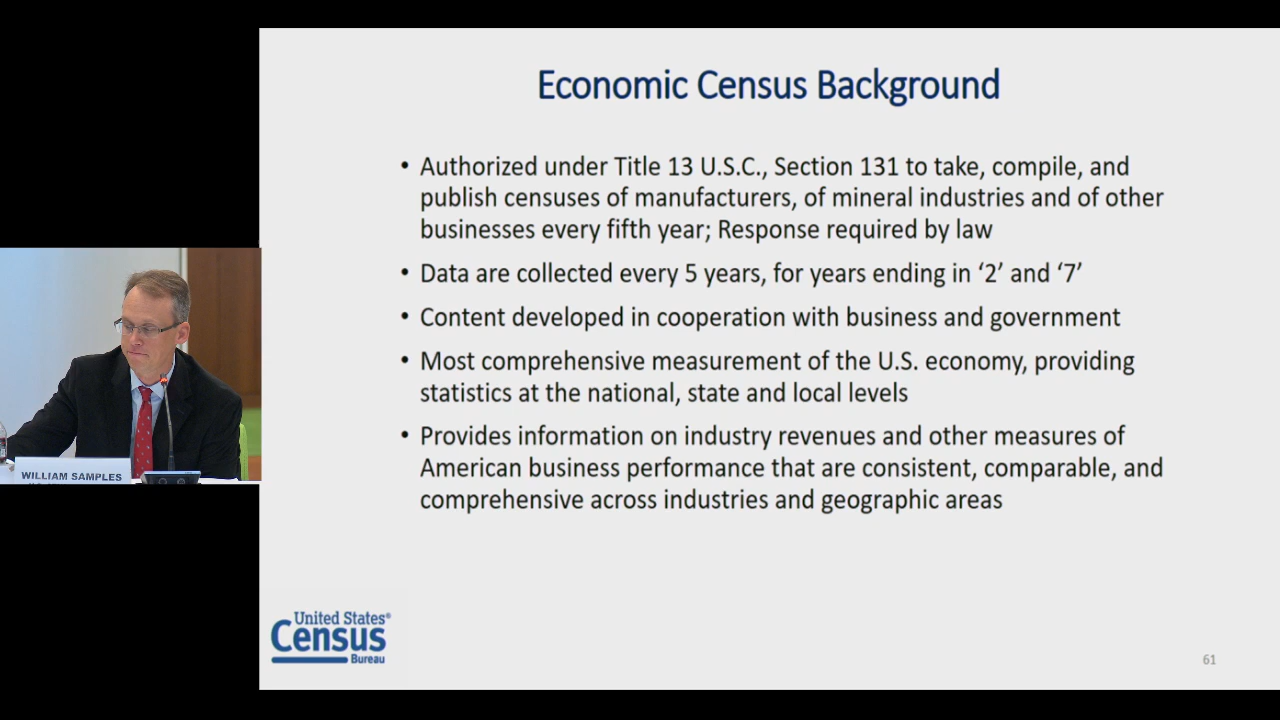 Economic Census Background
• Authorized under Title 13 U.S.C., Section 131 to take, compile, and
publish censuses of manufacturers, of mineral industries and of other
businesses every fifth year; Response required by law
• Data are collected every 5 years, for years ending in ‘2’ and ‘7’
• Content developed in cooperation with business and government
• Most comprehensive measurement of the U.S. economy, providing
statistics at the national, state and local levels
• Provides information on industry revenues and other measures of
American business performance that are consistent, comparable, and
comprehensive across industries and geographic areas
WILLIAM SAMPLES
United States®
Census
Bureau
61